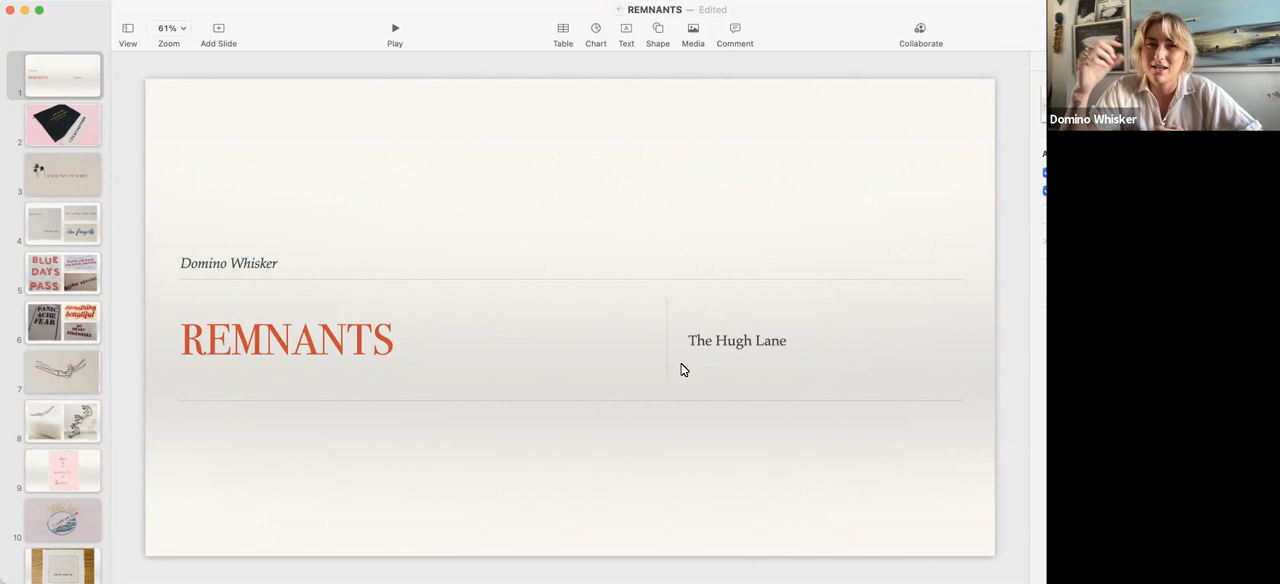 REMNANTS — Edited
61%
View
Zoom
Add Slide
Play
Table
Chart
Text
Shape
Media
Comment
Collaborate
Domino Whisker
1
2
3
4
5
BLUE
DAYS
PASS
6
PANIC
ACHE
FEAR
something
beautiful
7
8
9
10
Domino Whisker
REMNANTS
The Hugh Lane